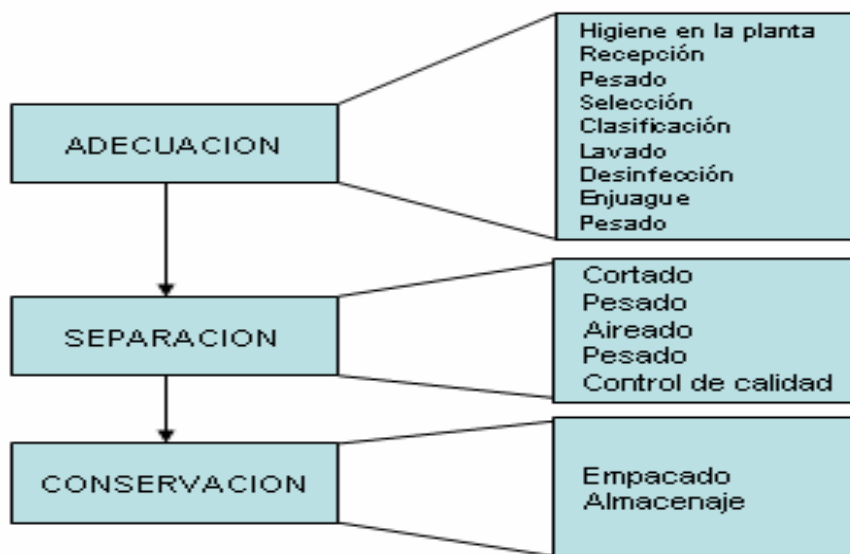 ADECUACION
Higiene en la planta
Recepción
Pesado
Selección
Clasificación
Lavado
Desinfección
Enjuague
Pesado
SEPARACION
Cortado
Pesado
Aireado
Pesado
Control de calidad
CONSERVACION
Empacado
Almacenaje